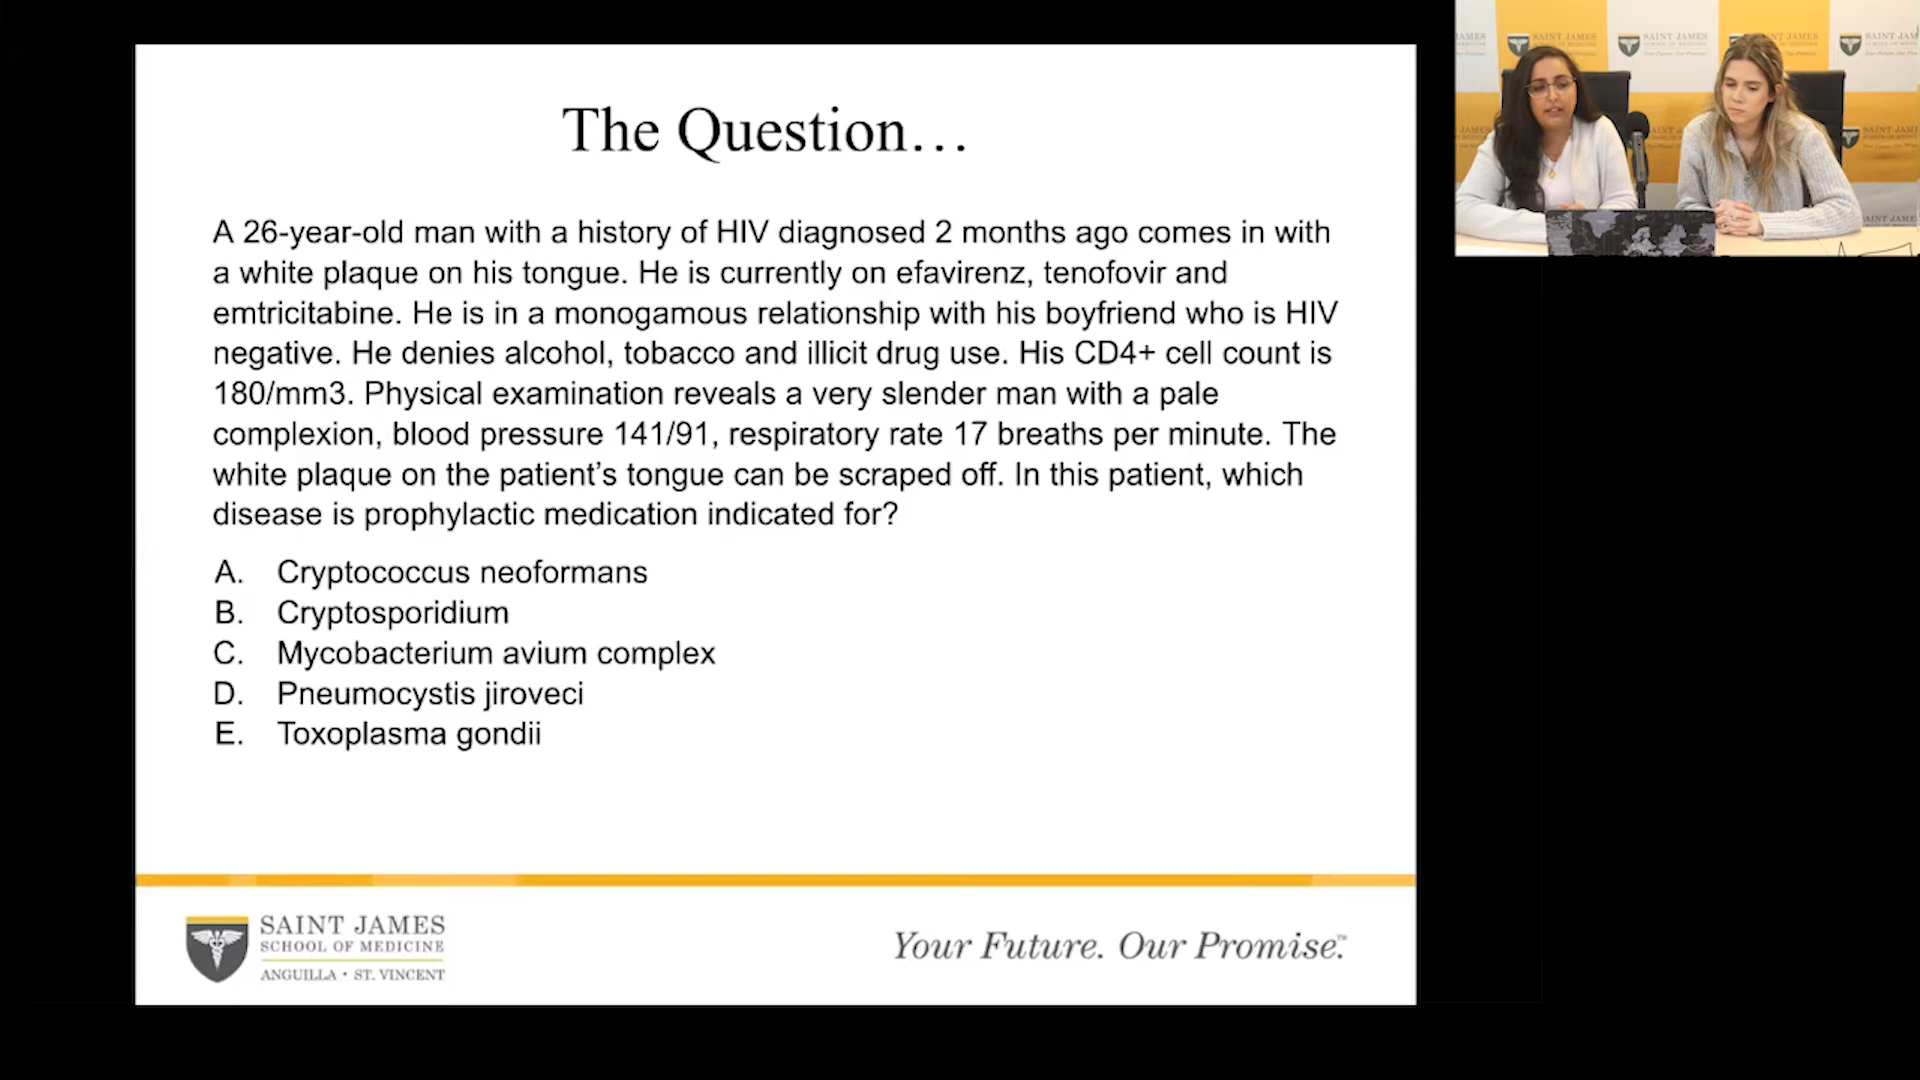 The Question...
A 26-year-old man with a history of HIV diagnosed 2 months ago comes in with
a white plaque on his tongue. He is currently on efavirenz, tenofovir and
emtricitabine. He is in a monogamous relationship with his boyfriend who is HIV
negative. He denies alcohol, tobacco and illicit drug use. His CD4+ cell count is
180/mm3. Physical examination reveals a very slender man with a pale
complexion, blood pressure 141/91, respiratory rate 17 breaths per minute. The
white plaque on the patient’s tongue can be scraped off. In this patient, which
disease is prophylactic medication indicated for?
A. Cryptococcus neoformans
B. Cryptosporidium
C. Mycobacterium avium complex
D. Pneumocystis jiroveci
E. Toxoplasma gondii
SAINT JAMES
SCHOOL OF MEDICINE
ANGUILLA • ST. VINCENT
Your Future. Our Promise.™
SAINT JAMES
SCHOOL OF MEDICINE